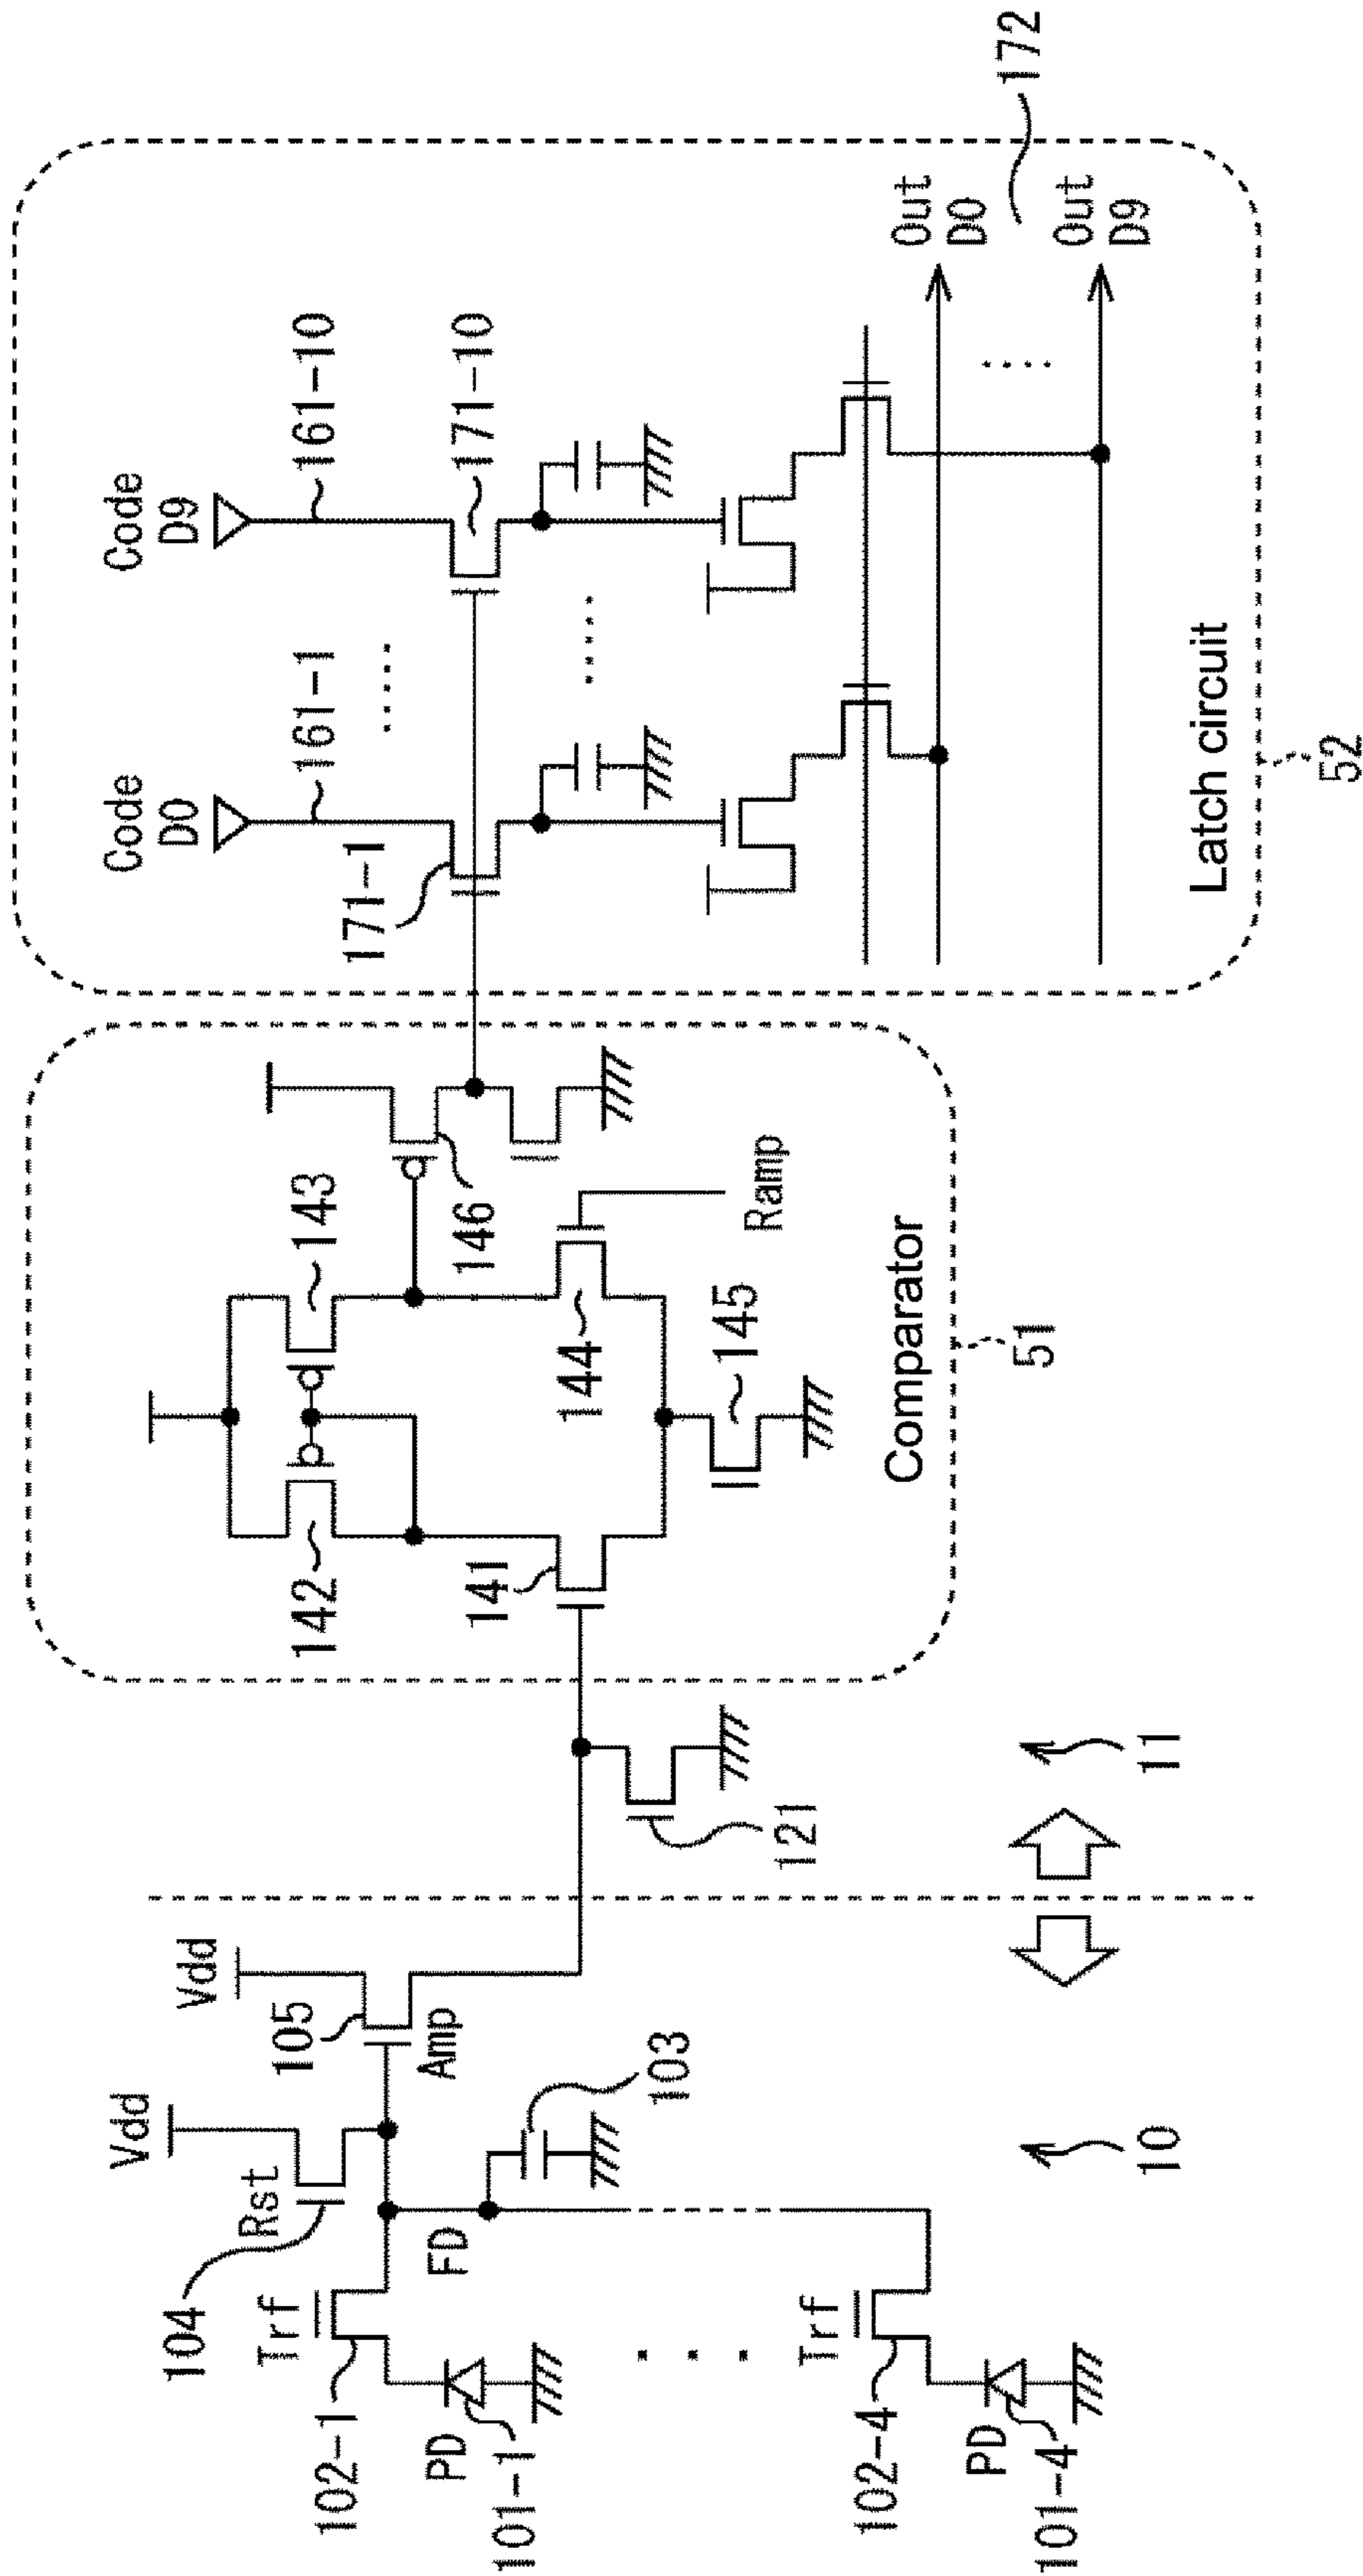 Vdd
Vdd
104
Rst
105
Trf
102-1
Amp
FD
103
PD
101-1
Trf
102-4
PD
101-4
10
11
121
142
143
141
146
144
Ramp
145
Comparator
51
Code
D0
Code
D9
161-1
161-10
171-1
171-10
Out
D0
172
Out
D9
Latch circuit
52